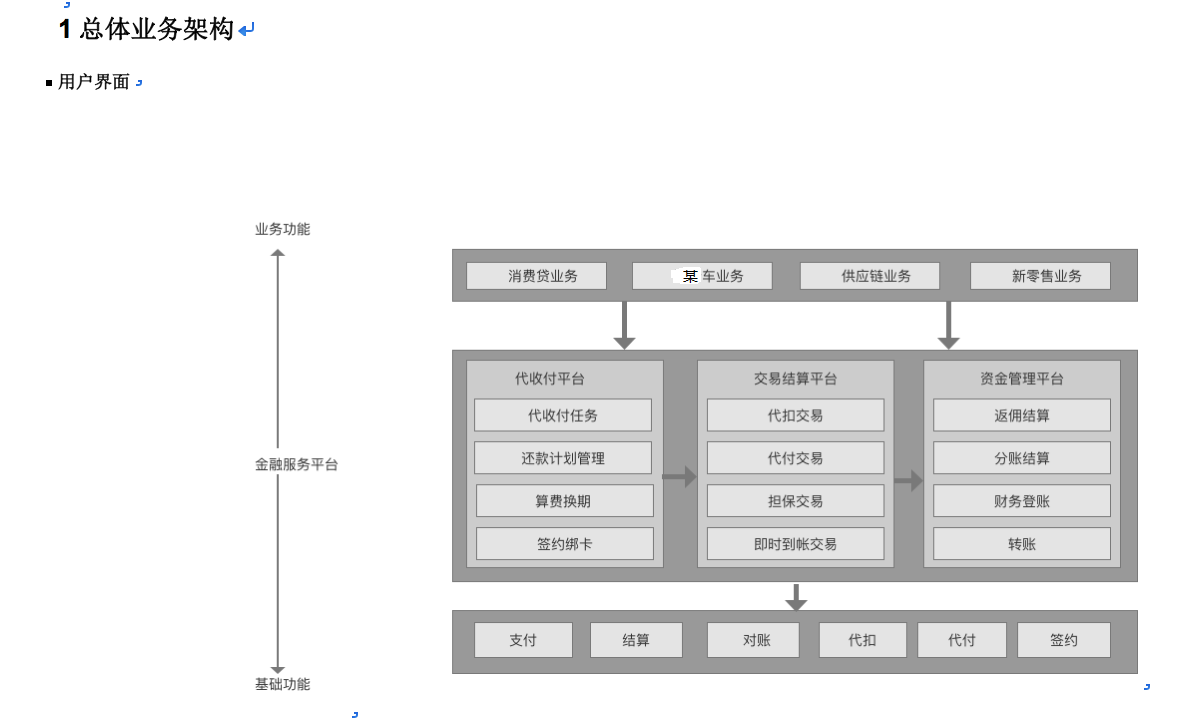 1 总体业务架构
▪ 用户界面
业务功能
消费贷业务 某车业务 供应链业务 新零售业务
代收付平台 交易结算平台 资金管理平台
代收付任务 代扣交易 返佣结算
还款计划管理 代付交易 分账结算
金融服务平台
算费换期 担保交易 财务登账
签约绑卡 即时到帐交易 转账
支付 结算 对账 代扣 代付 签约
基础功能